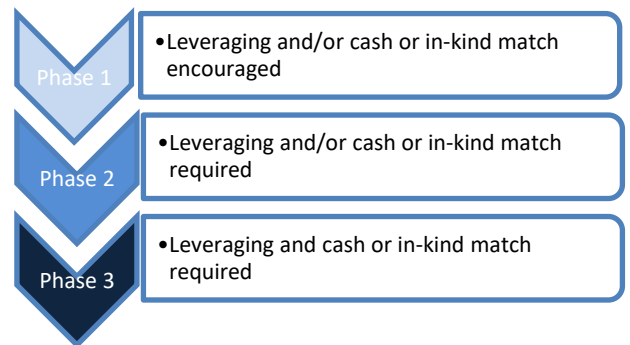 Phase 1
•Leveraging and/or cash or in-kind match
encouraged
Phase 2
•Leveraging and/or cash or in-kind match
required
Phase 3
•Leveraging and cash or in-kind match
required